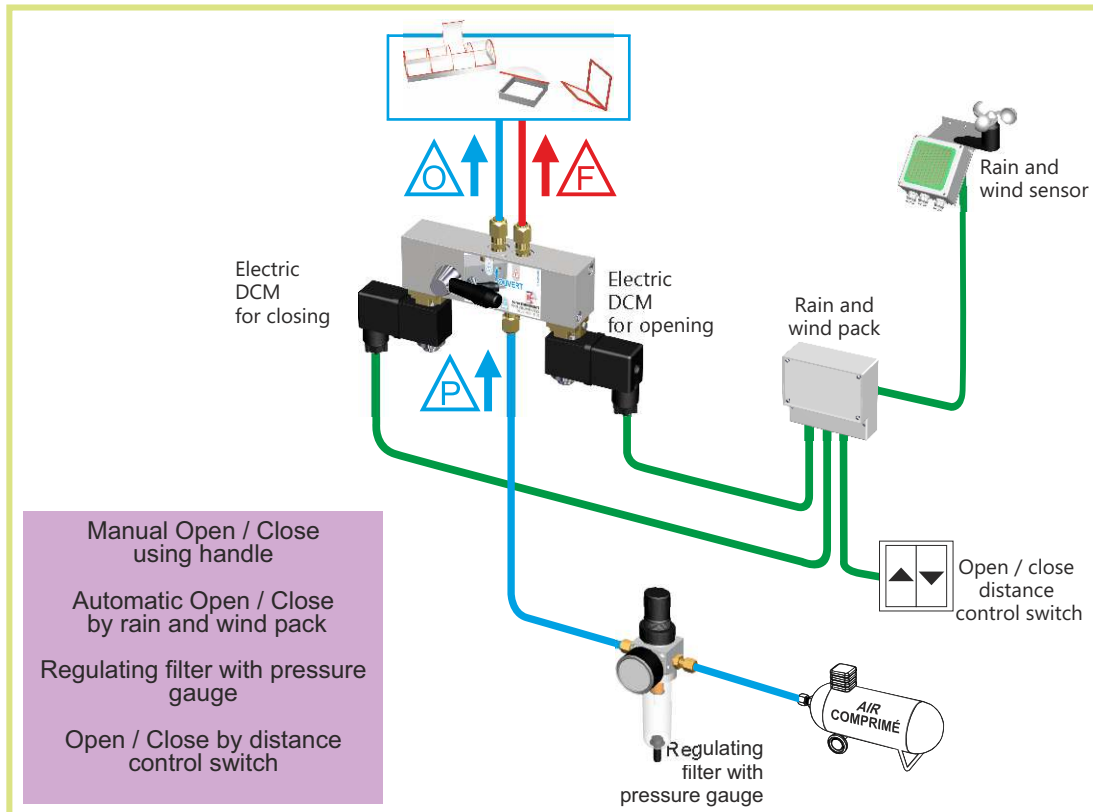 O
F
Rain and
wind sensor
Electric
DCM
for closing
OUVERT
Electric
DCM
for opening
Rain and
wind pack
P
Manual Open / Close
using handle
Automatic Open / Close
by rain and wind pack
Regulating filter with pressure
gauge
Open / Close by distance
control switch
Open / close
distance
control switch
AIR
COMPRIMÉ
Regulating
filter with
pressure gauge